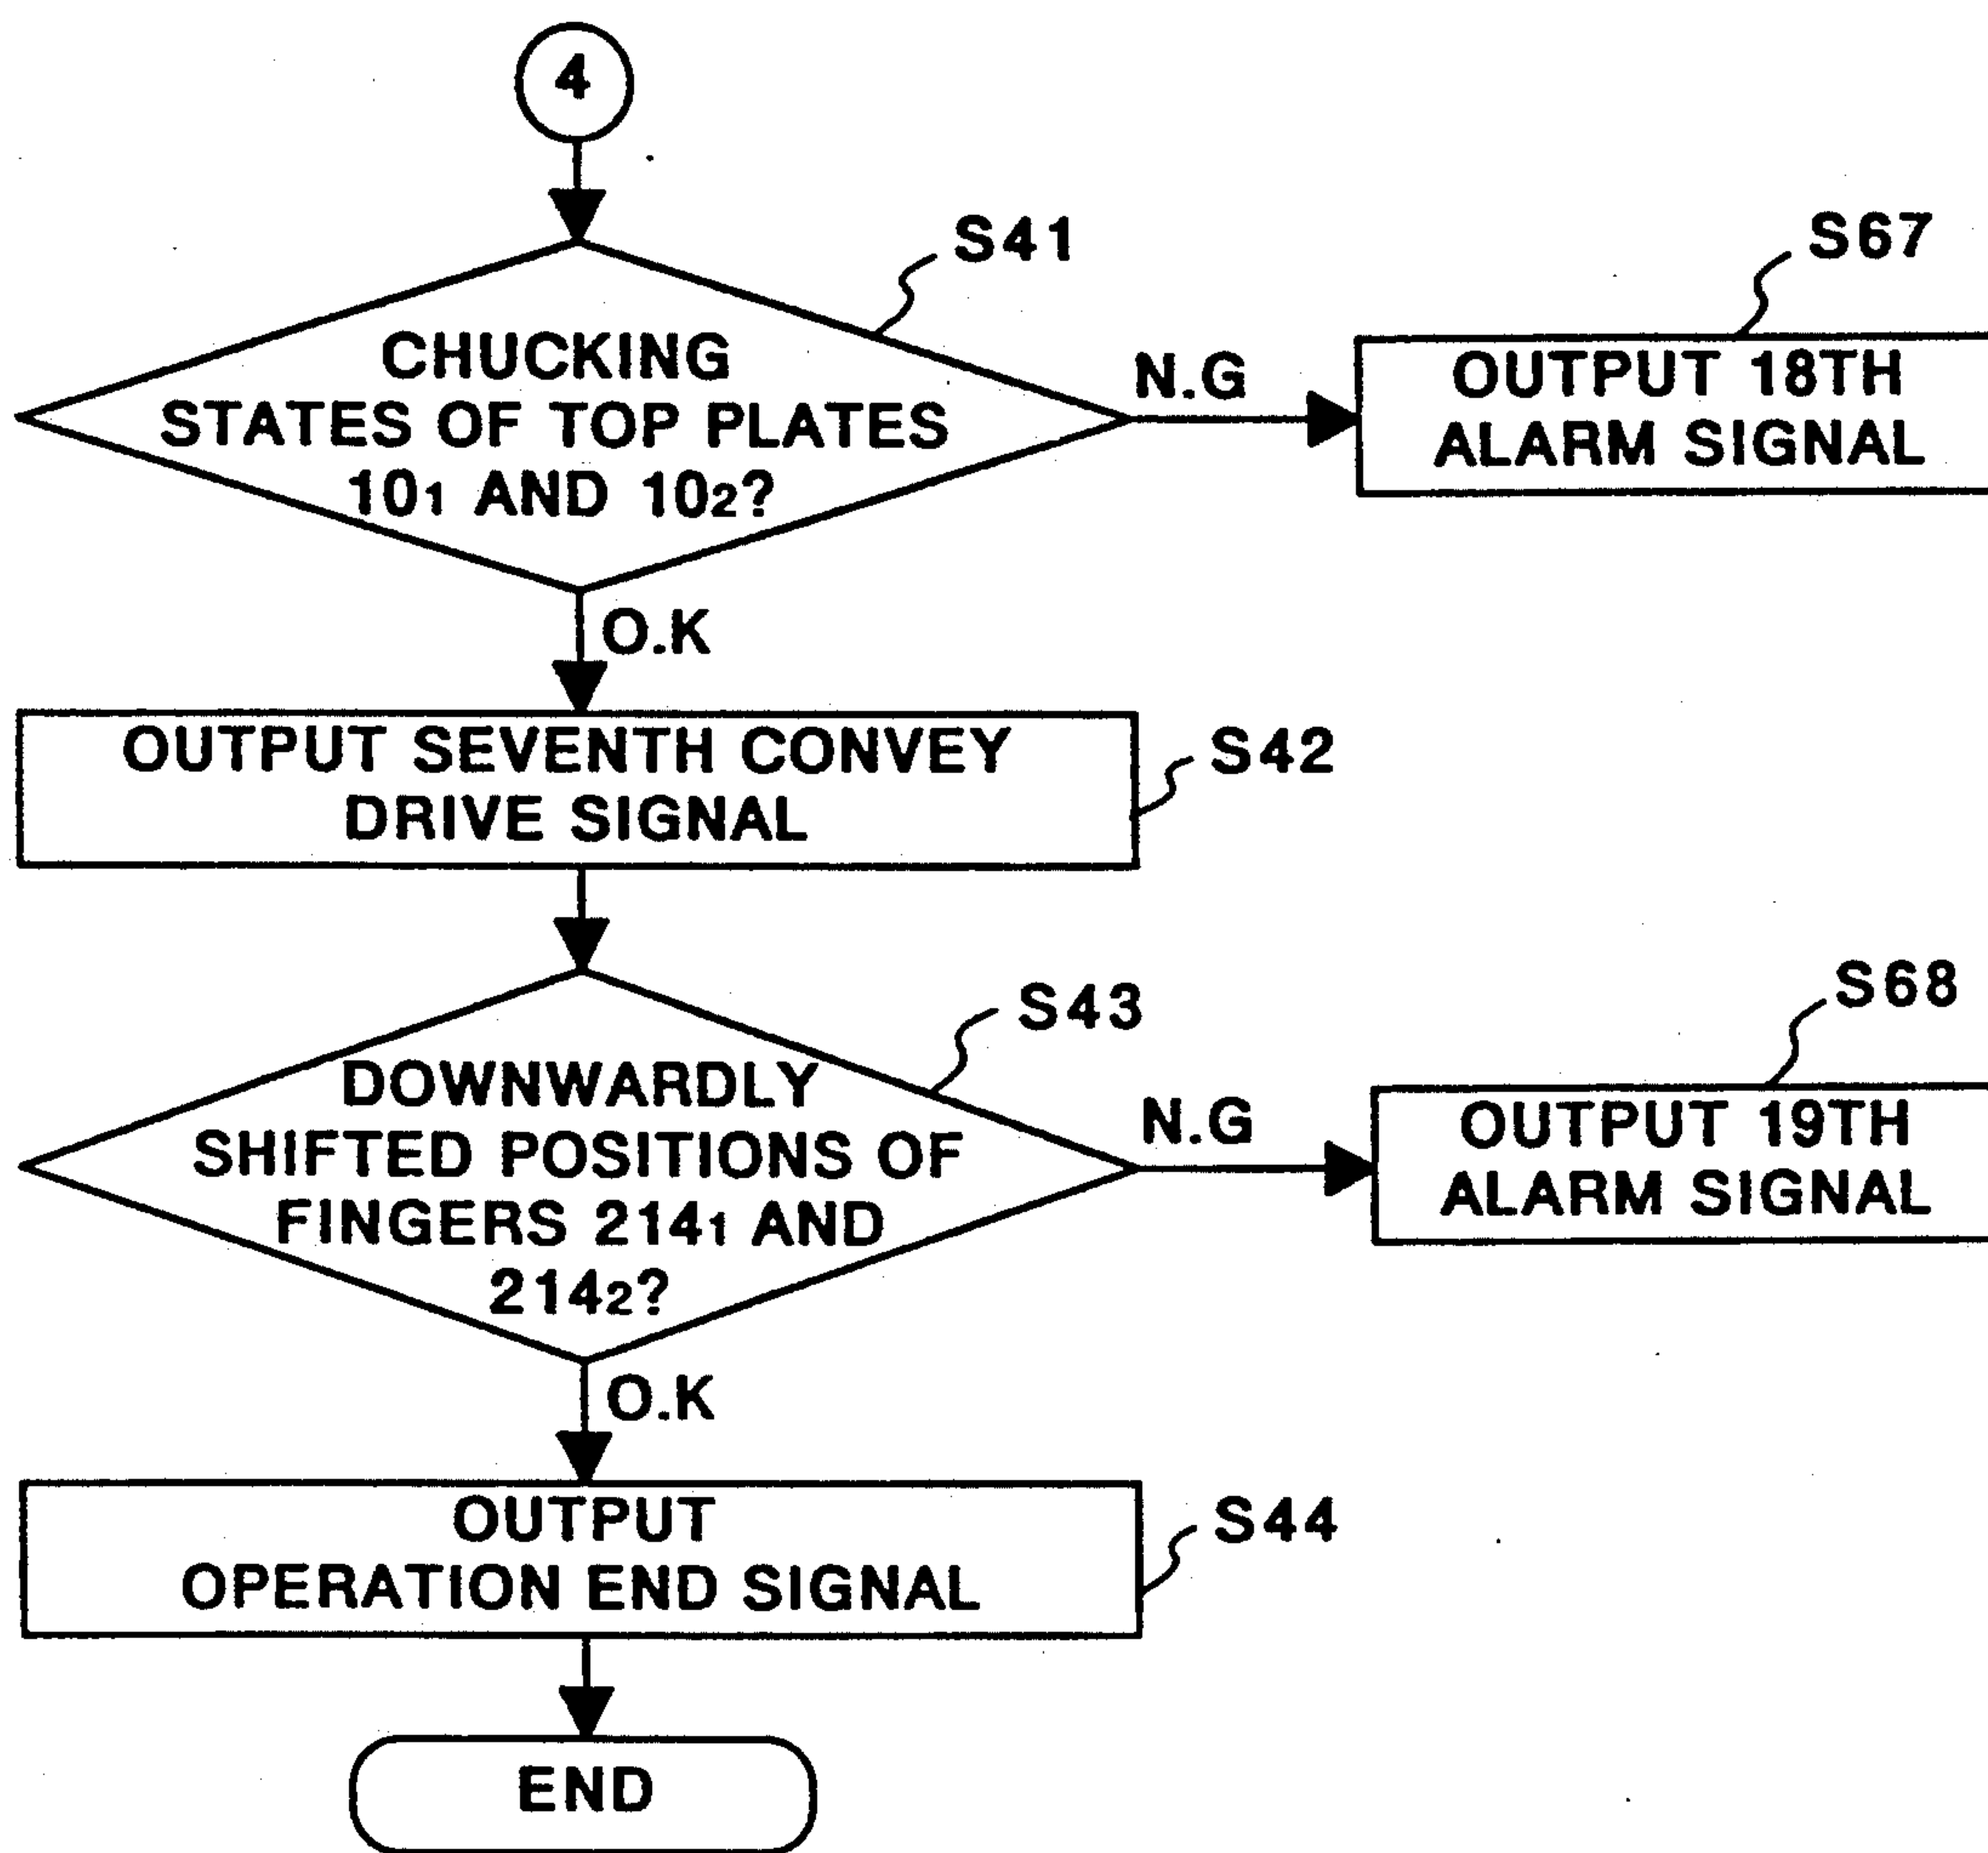 4
S41
CHUCKING
STATES OF TOP PLATES
10₁ AND 10₂?
N.G
S67
OUTPUT 18TH
ALARM SIGNAL
O.K
OUTPUT SEVENTH CONVEY
DRIVE SIGNAL
S42
S43
DOWNWARDLY
SHIFTED POSITIONS OF
FINGERS 214₁ AND
214₂?
N.G
S68
OUTPUT 19TH
ALARM SIGNAL
O.K
OUTPUT
OPERATION END SIGNAL
S44
END